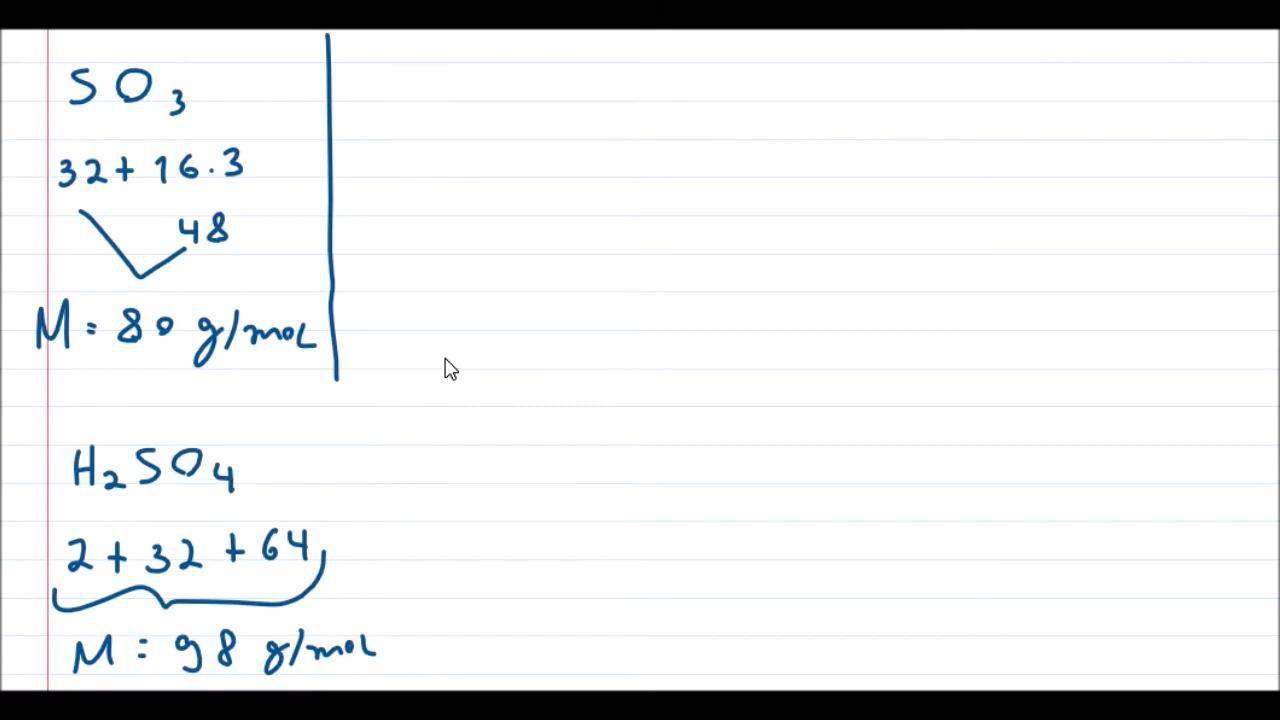 SO3
32+ 16.3
48
M = 80 g/mol
H2SO4
2 + 32 + 64
M = 98 g/mol